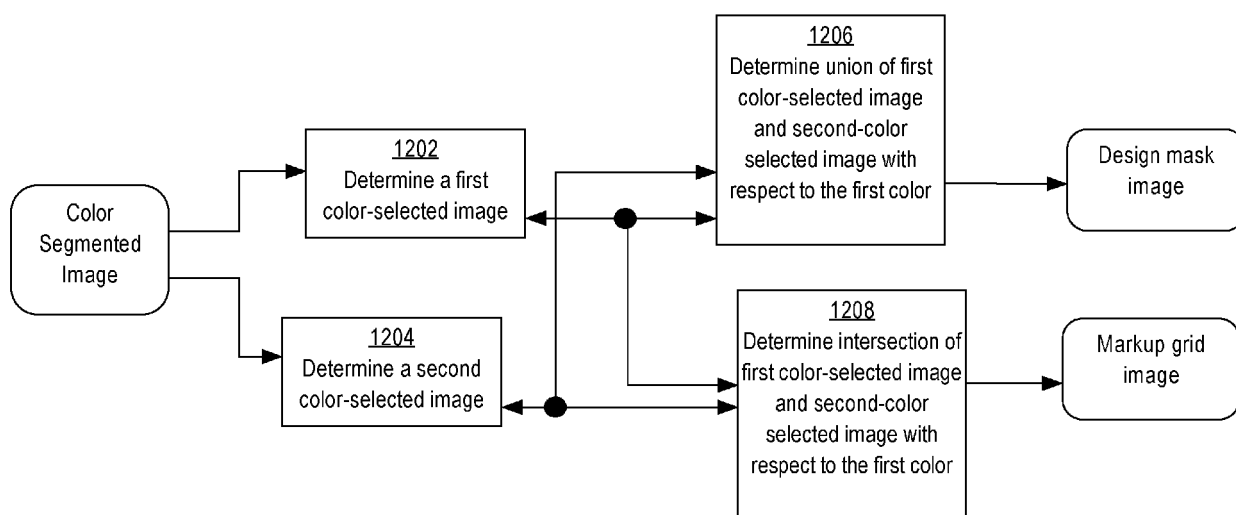 Color
Segmented
Image
1202
Determine a first
color-selected image
1204
Determine a second
color-selected image
1206
Determine union of first
color-selected image
and second-color
selected image with
respect to the first color
1208
Determine intersection of
first color-selected image
and second-color
selected image with
respect to the first color
Design mask
image
Markup grid
image